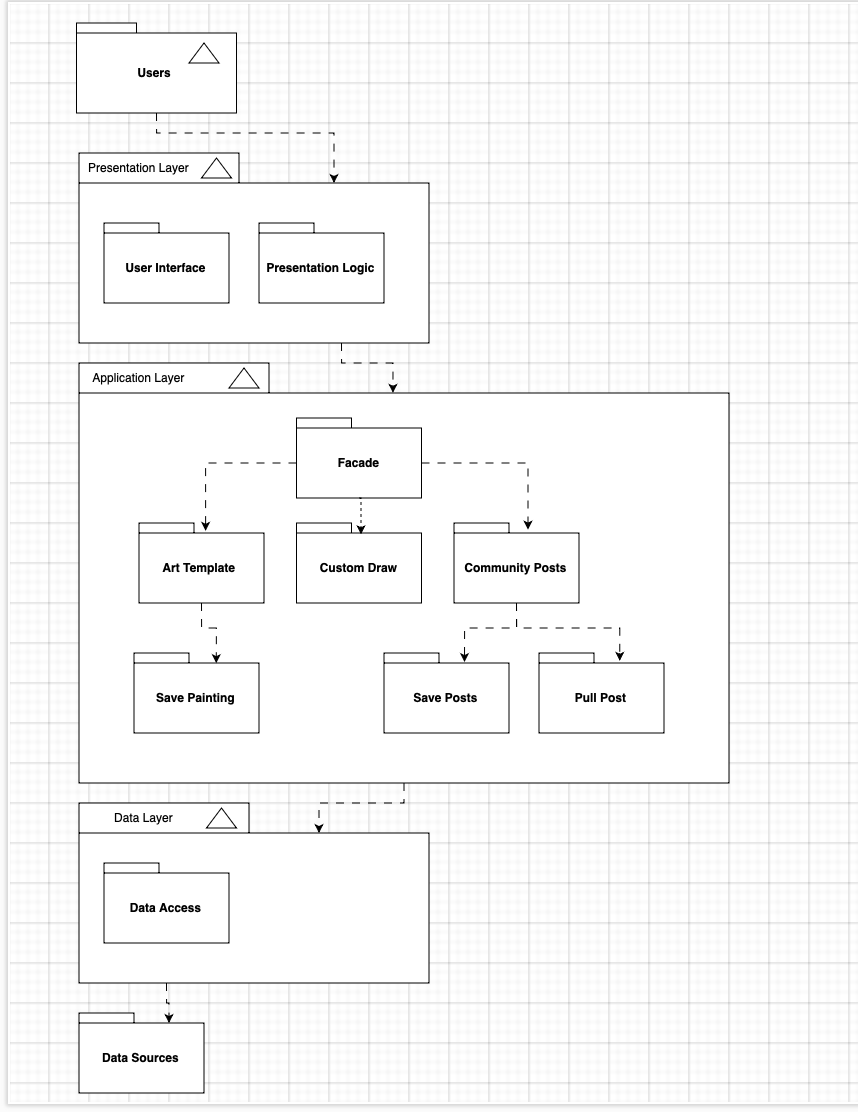 Users
Presentation Layer
User Interface
Presentation Logic
Application Layer
Facade
Art Template
Custom Draw
Community Posts
Save Painting
Save Posts
Pull Post
Data Layer
Data Access
Data Sources